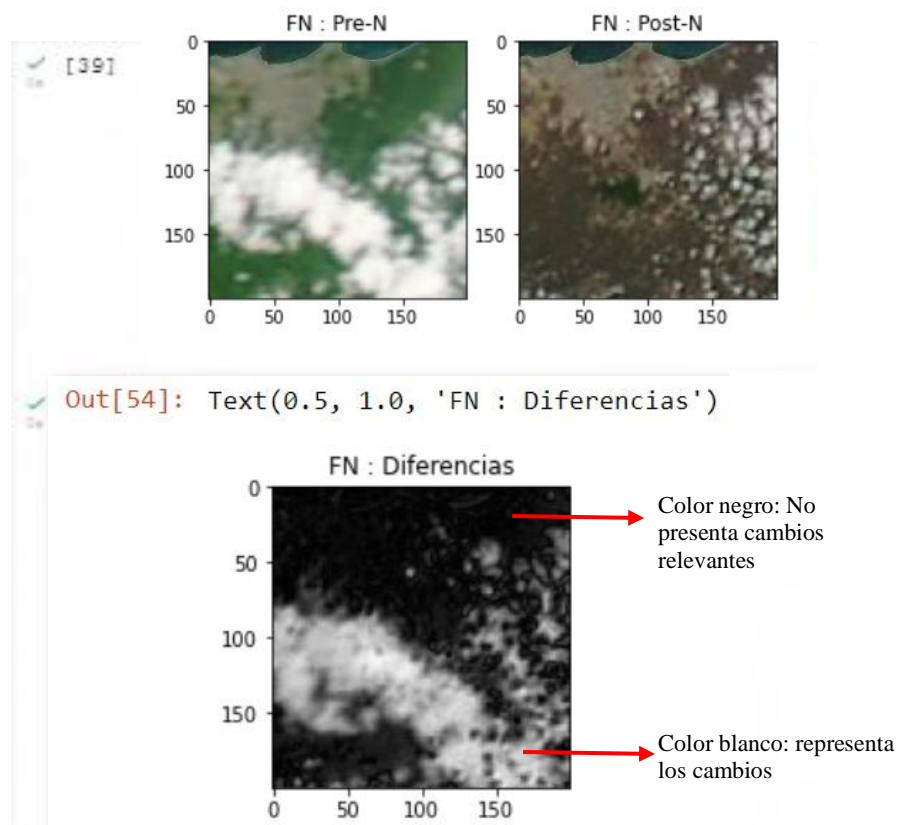 FN : Pre-N
FN : Post-N
[39]
0
50
100
150
0
50
100
150
0
50
100
150
0
50
100
150
Out[54]: Text(0.5, 1.0, 'FN : Diferencias')
FN : Diferencias
0
50
100
150
0
50
100
150
Color negro: No
presenta cambios
relevantes
Color blanco: representa
los cambios